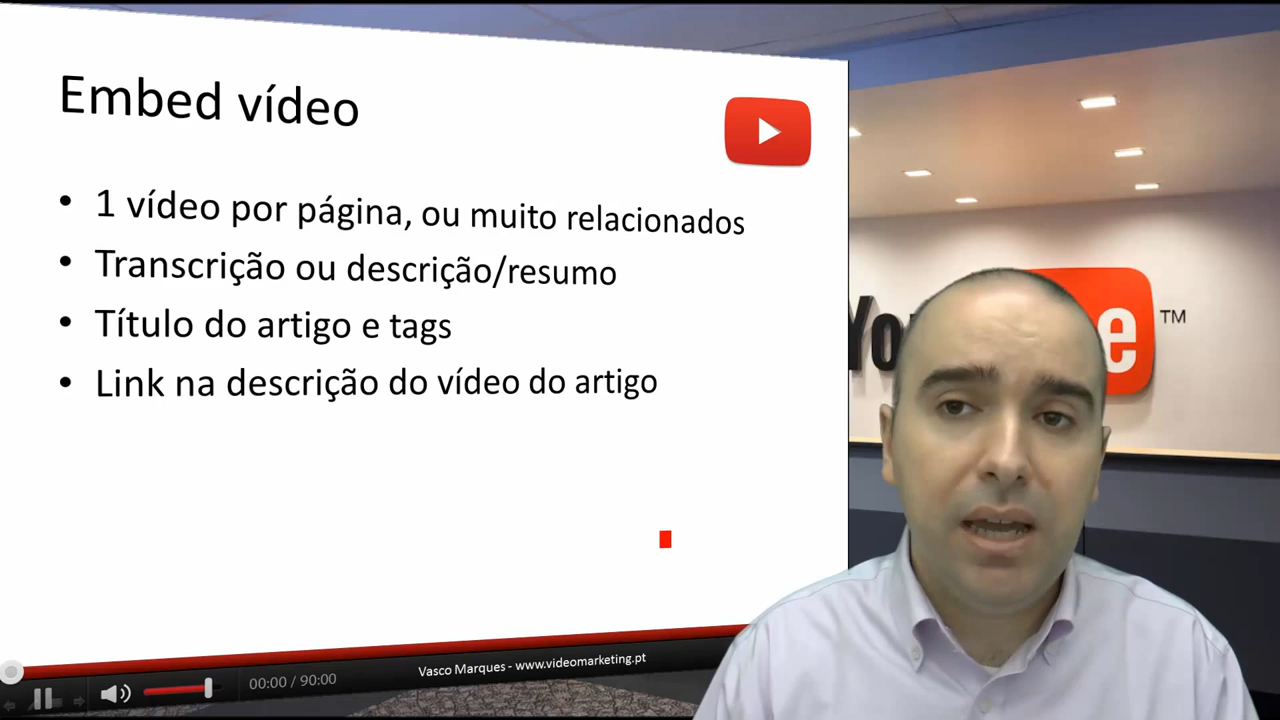 Embed vídeo
• 1 vídeo por página, ou muito relacionados
• Transcrição ou descrição/resumo
• Título do artigo e tags
• Link na descrição do vídeo do artigo
Yo e TM
Vasco Marques - www.videomarketing.pt
00:00 / 90:00